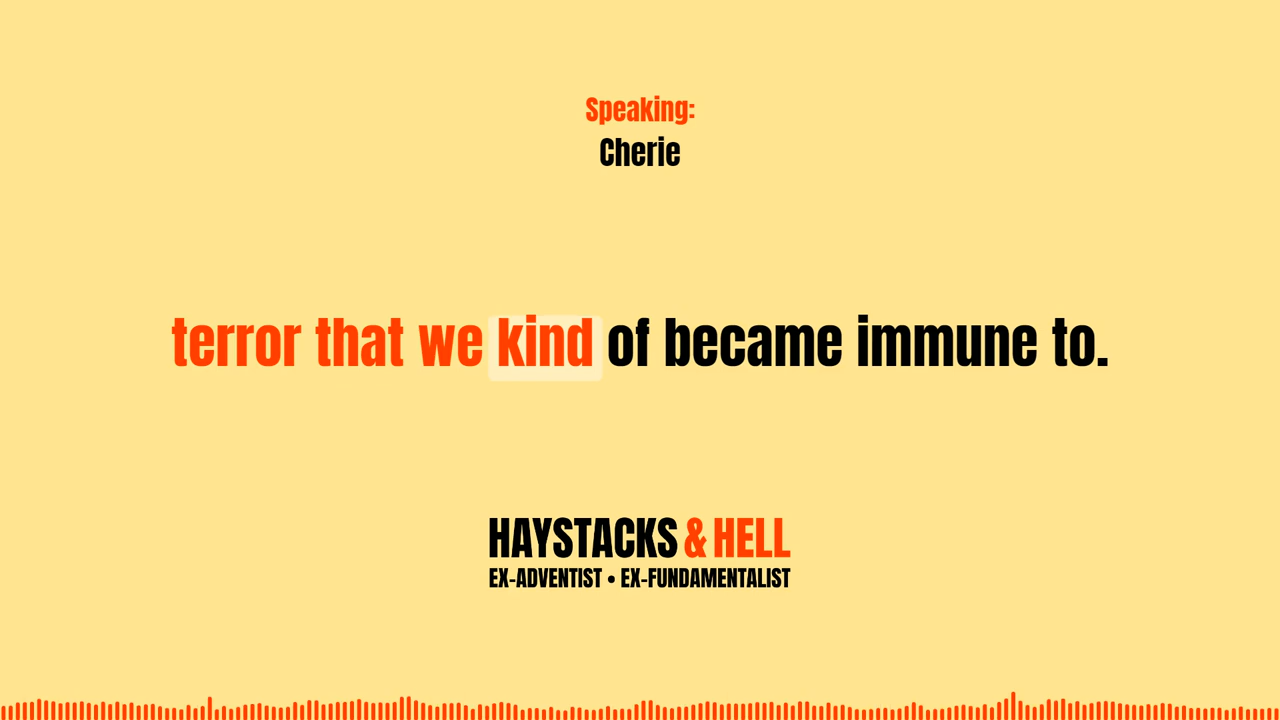 Speaking:
Cherie
terror that we kind of became immune to.
HAYSTACKS & HELL
EX-ADVENTIST • EX-FUNDAMENTALIST